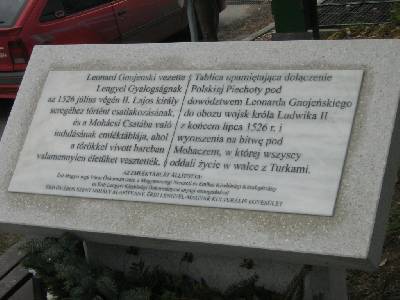 Leonard Gnojenski vezette
Lengyel Gyalogságnak
az 1526 július végén II. Lajos király
seregéhez történt csatlakozásának,
és a Mohácsi Csatába való
indulásának emléktáblája, ahol
a törökkel vívott harcban
valamennyien életüket vesztették.
Tablica upamiętniająca dołączenie
Polskiej Piechoty pod
dowództwem Leonarda Gnojeńskiego
do obozu wojsk króla Ludwika II
z końcem lipca 1526 r. i
wyruszenia na bitwę pod
Mohaczem, w której wszyscy
oddali życie w walce z Turkami.
AZ EMLÉKTÁBLÁT ÁLLÍTOTTA: